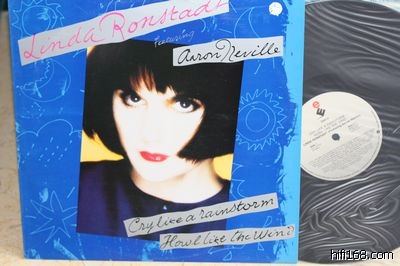 Linda Ronstadt
featuring
Aaron Neville
Cry like a rainstorm
Howl like the Wind
hifi168.com